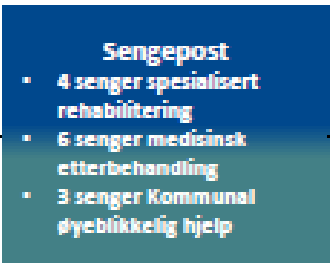 Sengepost
• 4 senger spesialisert
rehabilitering
• 6 senger medisinsk
etterbehandling
• 3 senger Kommunal
øyeblikkelig hjelp